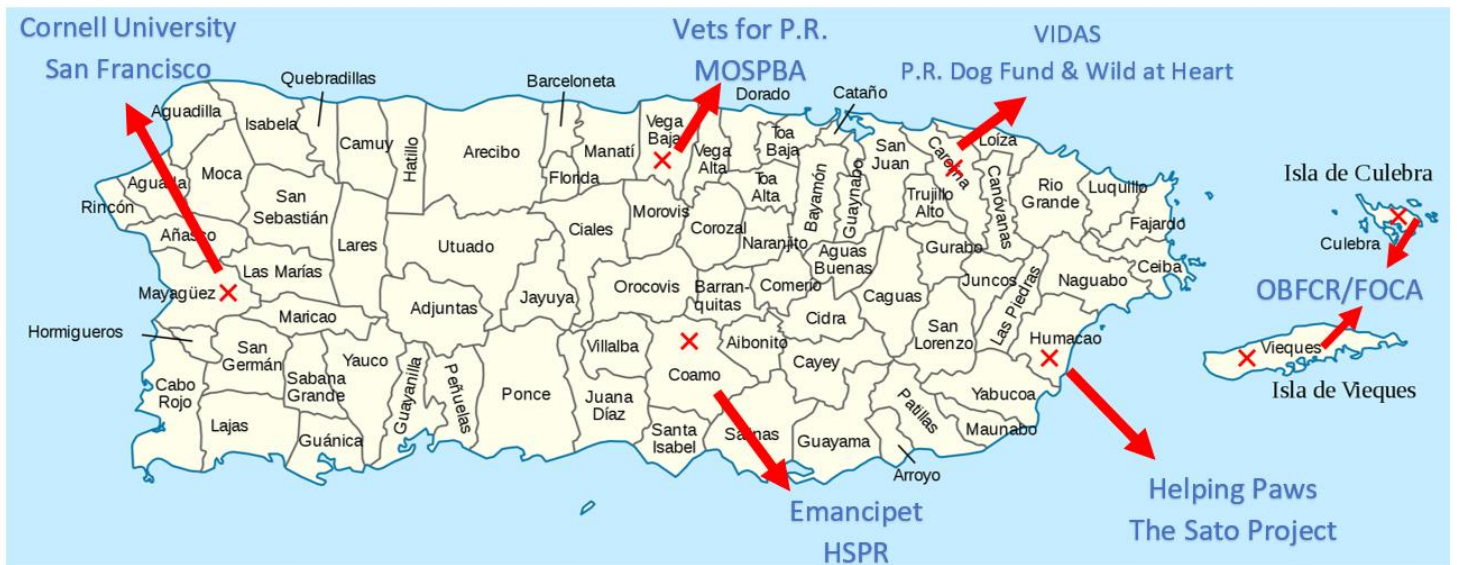 Cornell University
San Francisco
Vets for P.R.
MOSPBA
VIDAS
P.R. Dog Fund & Wild at Heart
Quebradillas
Barceloneta
Dorado
Cataño
Aguadilla
Isabela
Camuy
Hatillo
Arecibo
Manatí
Florida
Vega
Baja
Vega
Alta
Toa
Baja
Toa
Alta
Bayamón
Guaynabo
San
Juan
Carolina
Trujillo
Alto
Loíza
Canóvanas
Rio
Grande
Luquillo
Fajardo
Ceiba
Isla de Culebra
Culebra
OBFCR/FOCA
Moca
Aguada
Rincón
San
Sebastián
Añasco
Lares
Utuado
Ciales
Morovis
Corozal
Naranjito
Aguas
Buenas
Gurabo
Juncos
Las Piedras
Naguabo
Las Marías
Mayagüez
Maricao
Hormigueros
Adjuntas
Jayuya
Orocovis
Barran-
quitas
Comerio
Caguas
Cidra
San
Lorenzo
Humacao
Vieques
Isla de Vieques
San
Germán
Cabo
Rojo
Lajas
Sabana
Grande
Guánica
Yauco
Guayanilla
Peñuelas
Ponce
Villalba
Juana
Díaz
Coamo
Aibonito
Cayey
Santa
Isabel
Salinas
Guayama
Patillas
Arroyo
Yabucoa
Maunabo
Emancipet
HSPR
Helping Paws
The Sato Project